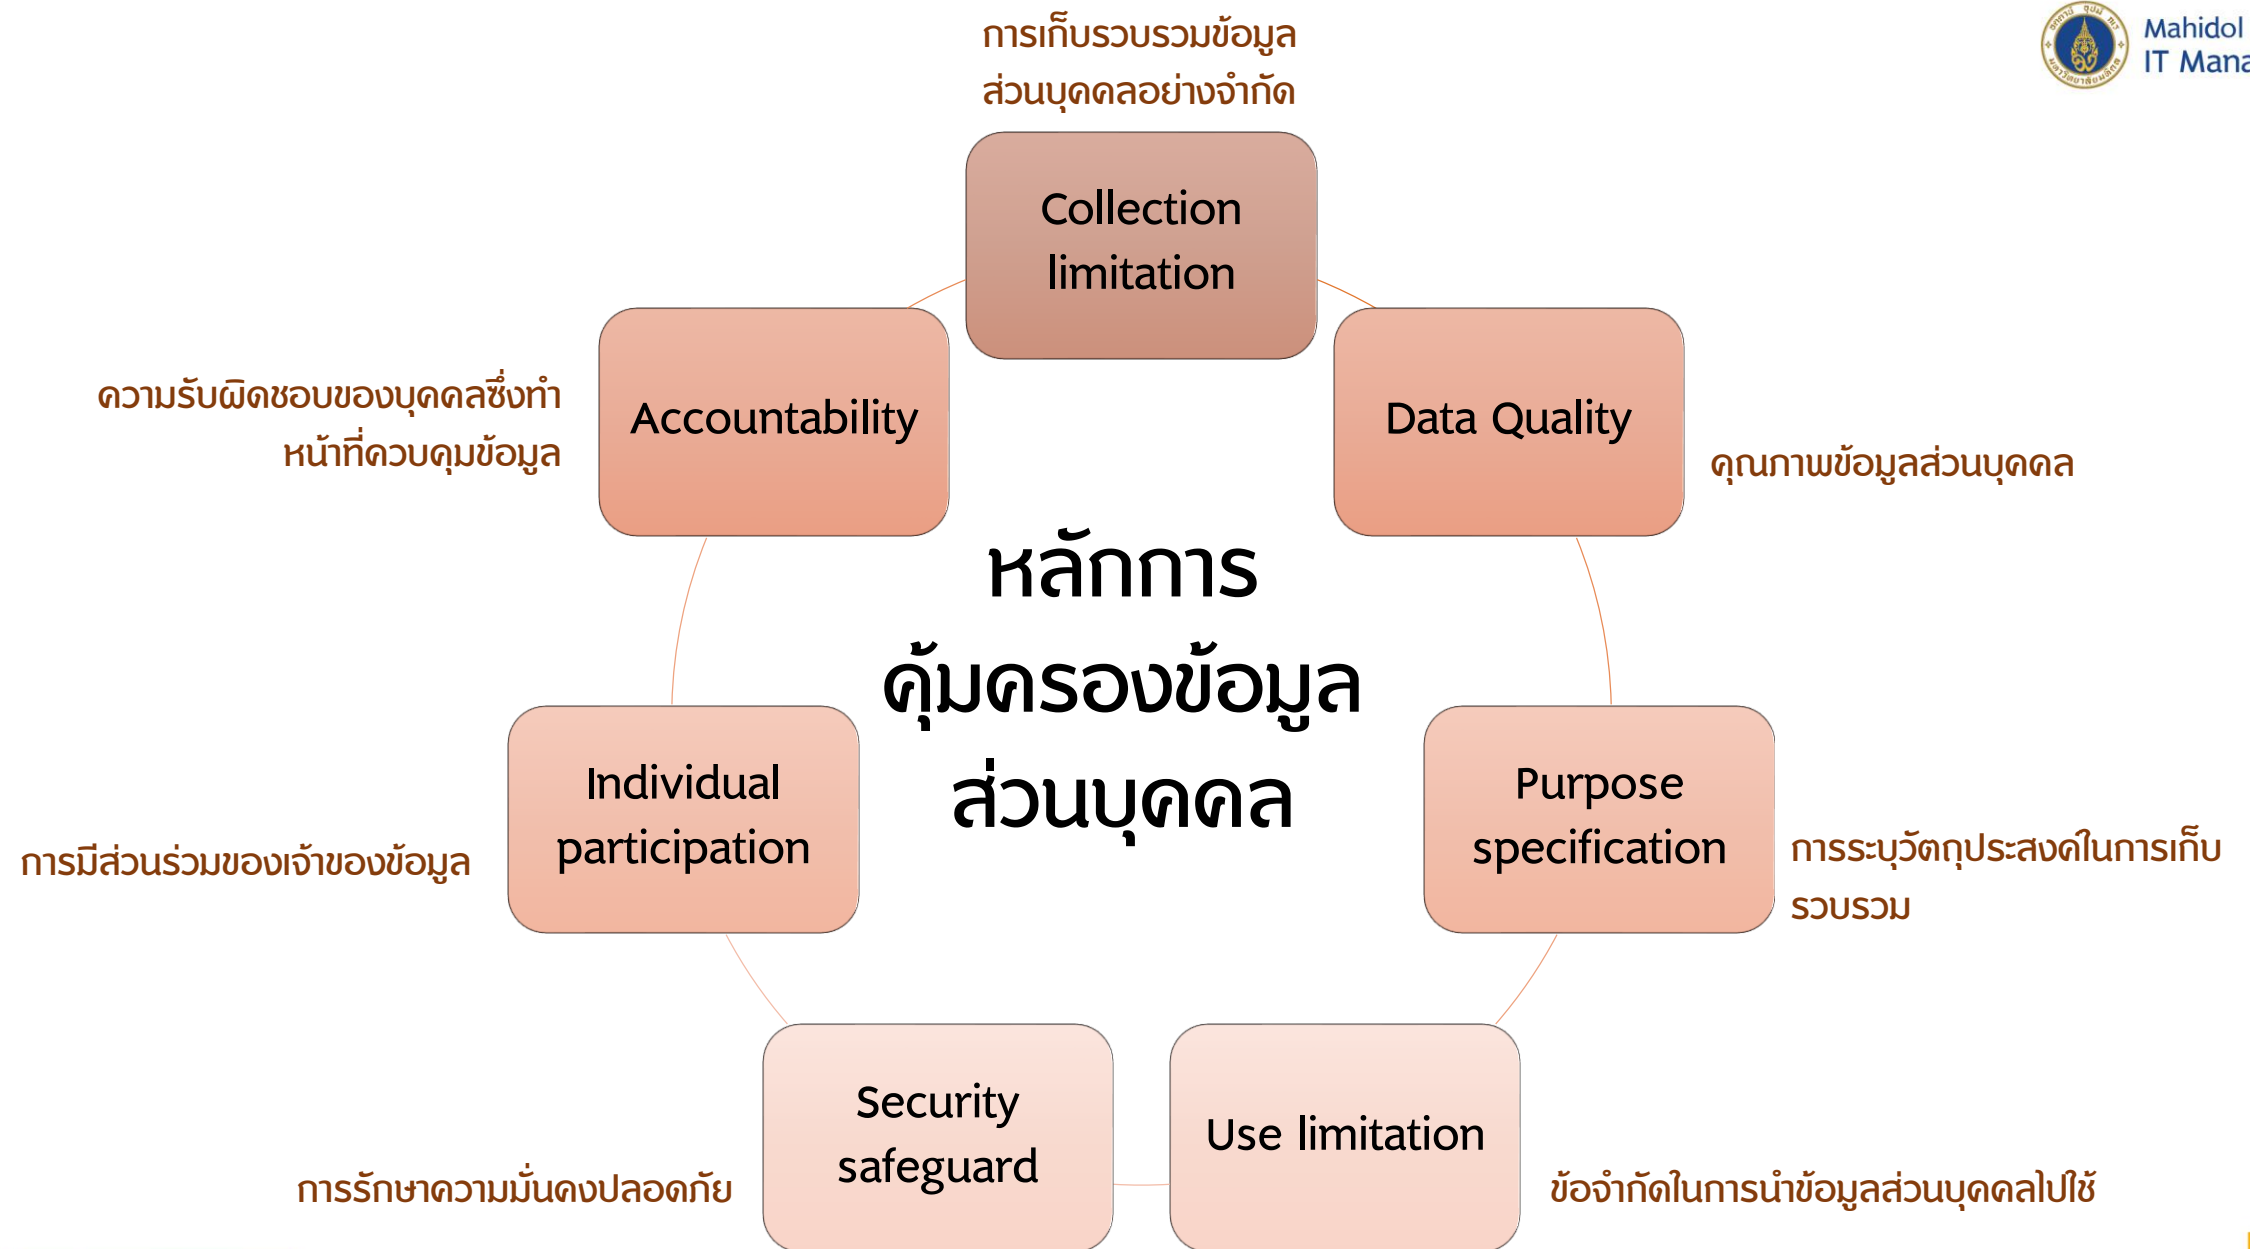 การเก็บรวบรวมข้อมูล
ส่วนบุคคลอย่างจำกัด
Mahidol
IT Mana
Collection
limitation
Accountability
ความรับผิดชอบของบุคคลซึ่งทำ
หน้าที่ควบคุมข้อมูล
Data Quality
คุณภาพข้อมูลส่วนบุคคล
หลักการ
คุ้มครองข้อมูล
ส่วนบุคคล
Individual
participation
การมีส่วนร่วมของเจ้าของข้อมูล
Purpose
specification
การระบุวัตถุประสงค์ในการเก็บ
รวบรวม
Security
safeguard
การรักษาความมั่นคงปลอดภัย
Use limitation
ข้อจำกัดในการนำข้อมูลส่วนบุคคลไปใช้